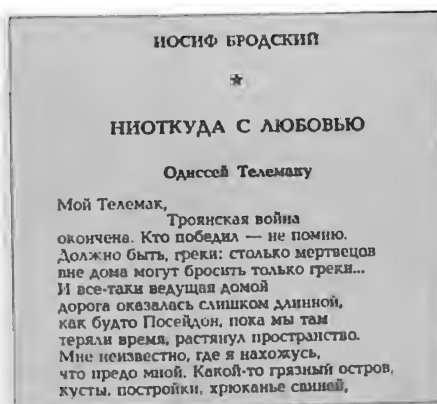 ИОСИФ БРОДСКИЙ
*
НИОТКУДА С ЛЮБОВЬЮ
Одиссей Телемаку
Мой Телемак,
Троянская война
окончена. Кто победил — не помню.
Должно быть, греки: столько мертвецов
вне дома могут бросить только греки...
И все-таки ведущая домой
дорога оказалась слишком длинной,
как будто Посейдон, пока мы там
теряли время, растянул пространство.
Мне неизвестно, где я нахожусь,
что предо мной. Какой-то грязный остров,
кусты, постройки, хрюканье свиней,